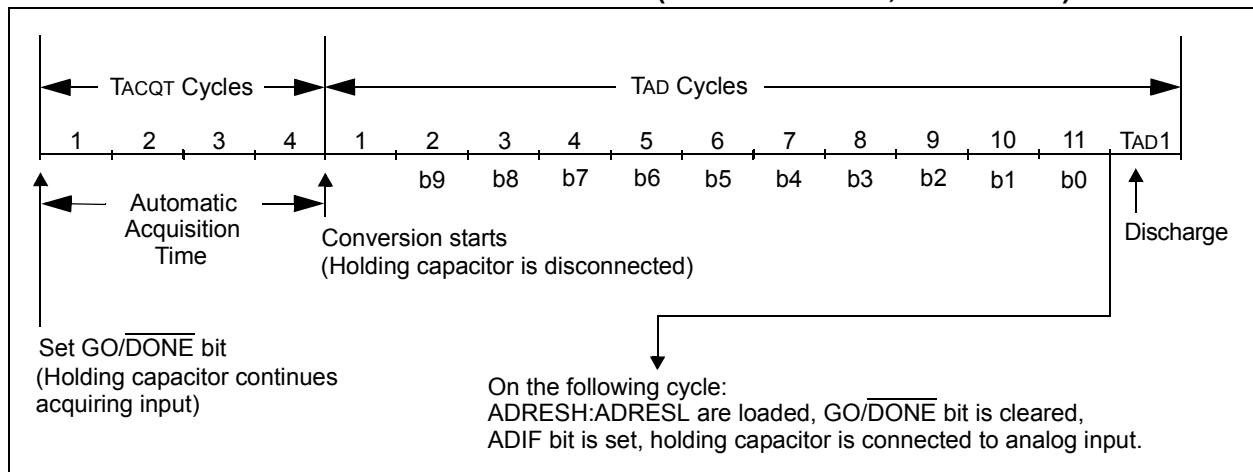 TACQT Cycles
TAD Cycles
1 2 3 4 1 2 3 4 5 6 7 8 9 10 11 TAD1
b9 b8 b7 b6 b5 b4 b3 b2 b1 b0
Automatic
Acquisition
Time
Conversion starts
(Holding capacitor is disconnected)
Discharge
Set GO/DONE bit
(Holding capacitor continues
acquiring input)
On the following cycle:
ADRESH:ADRESL are loaded, GO/DONE bit is cleared,
ADIF bit is set, holding capacitor is connected to analog input.